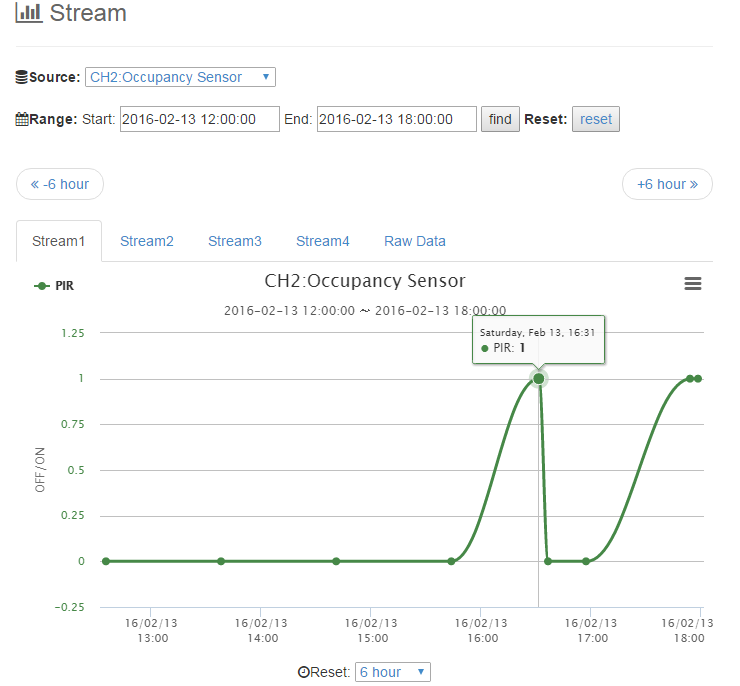 Stream
Source: CH2:Occupancy Sensor
Range: Start: 2016-02-13 12:00:00 End: 2016-02-13 18:00:00 find Reset: reset
« -6 hour +6 hour »
Stream1 Stream2 Stream3 Stream4 Raw Data
PIR CH2:Occupancy Sensor
2016-02-13 12:00:00 ~ 2016-02-13 18:00:00
Saturday, Feb 13, 16:31
PIR: 1
1.25
1
0.75
0.5
0.25
0
-0.25
OFF/ON
16/02/13 16/02/13 16/02/13 16/02/13 16/02/13 16/02/13
13:00 14:00 15:00 16:00 17:00 18:00
Reset: 6 hour